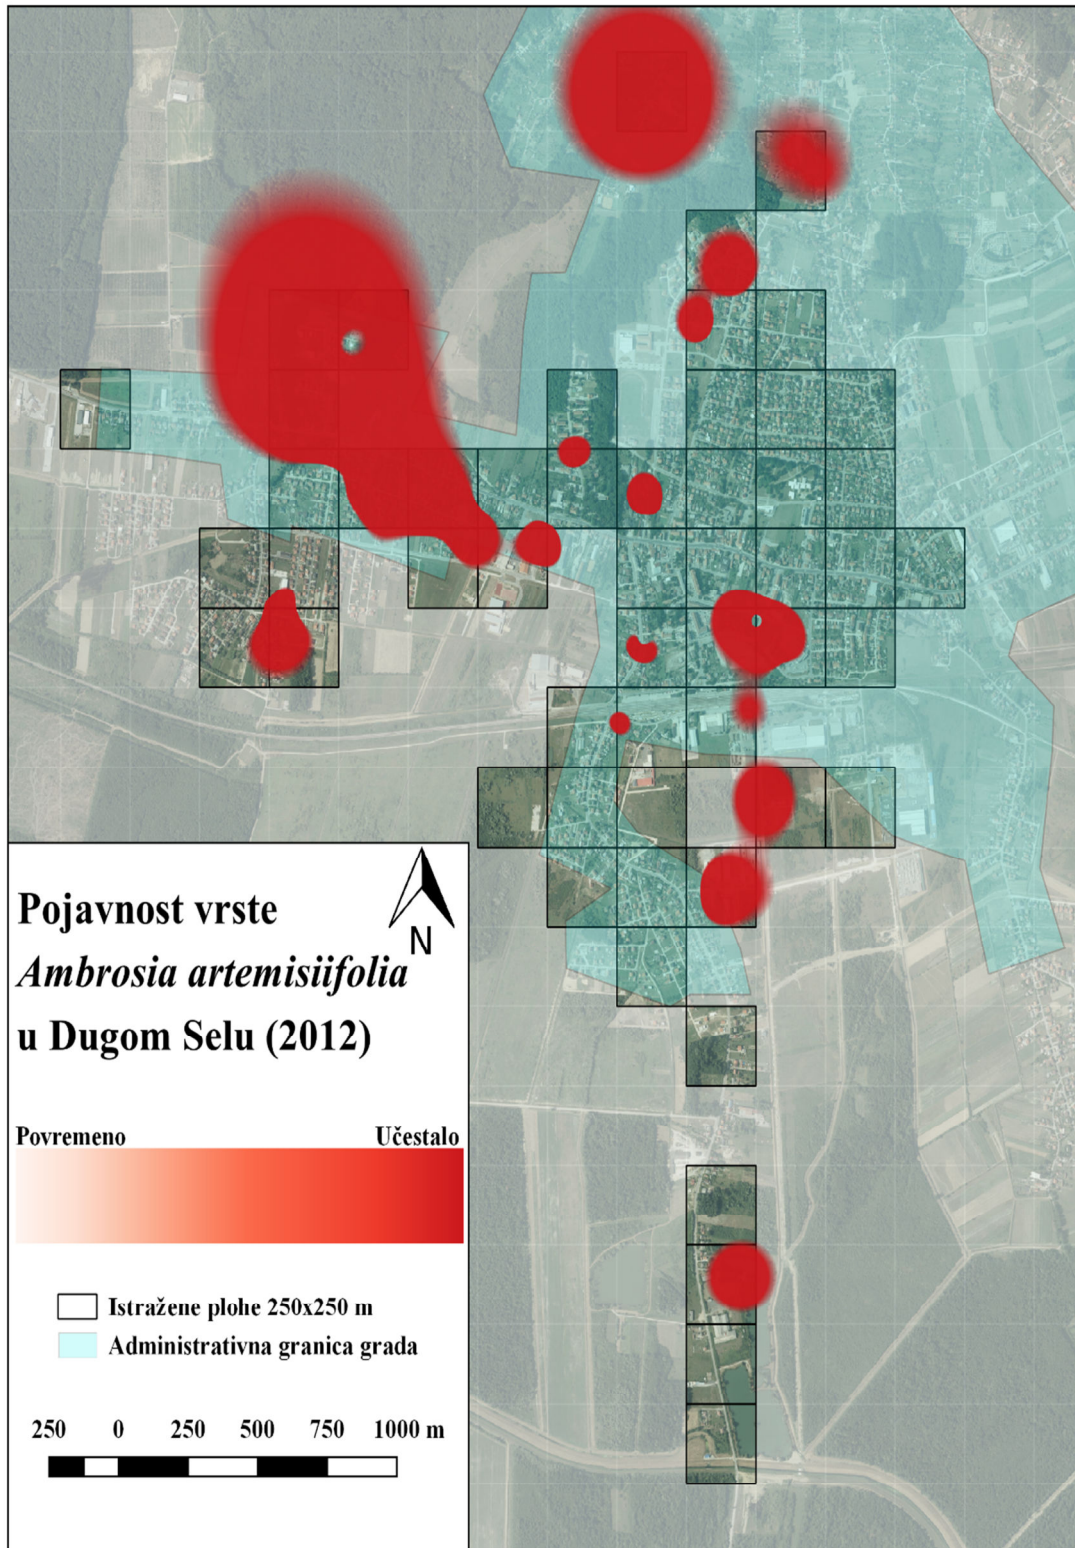 Pojavnost vrste
Ambrosia artemisiifolia
u Dugom Selu (2012)
N
Povremeno Učestalo
Istražene plohe 250x250 m
Administrativna granica grada
250 0 250 500 750 1000 m